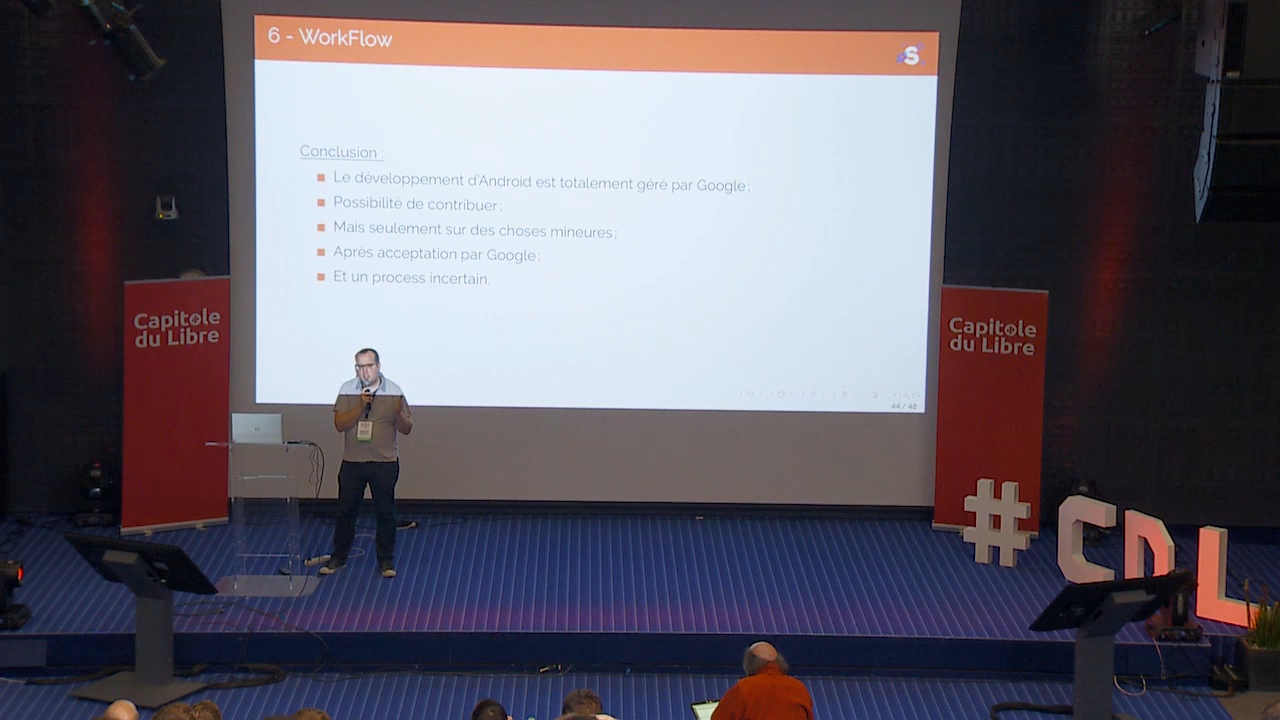 6 - WorkFlow
S
Conclusion :
Le développement d'Android est totalement géré par Google ;
Possibilité de contribuer ;
Mais seulement sur des choses mineures ;
Après acceptation par Google ;
Et un process incertain.
44 / 48
Capitole
du Libre
Capitole
du Libre
#CDL